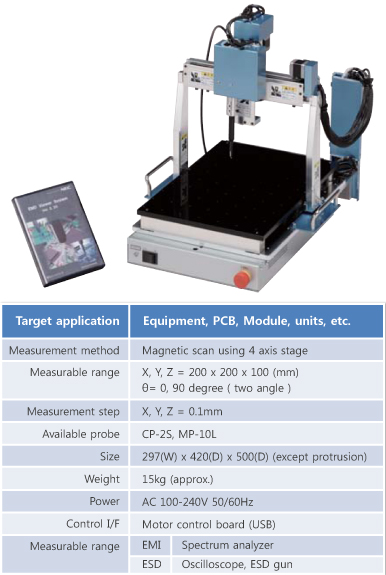 Target application Equipment, PCB, Module, units, etc.
Measurement method Magnetic scan using 4 axis stage
Measurable range X, Y, Z = 200 x 200 x 100 (mm)
θ= 0, 90 degree ( two angle )
Measurement step X, Y, Z = 0.1mm
Available probe CP-2S, MP-10L
Size 297(W) x 420(D) x 500(D) (except protrusion)
Weight 15kg (approx.)
Power AC 100-240V 50/60Hz
Control I/F Motor control board (USB)
Measurable range EMI Spectrum analyzer
ESD Oscilloscope, ESD gun